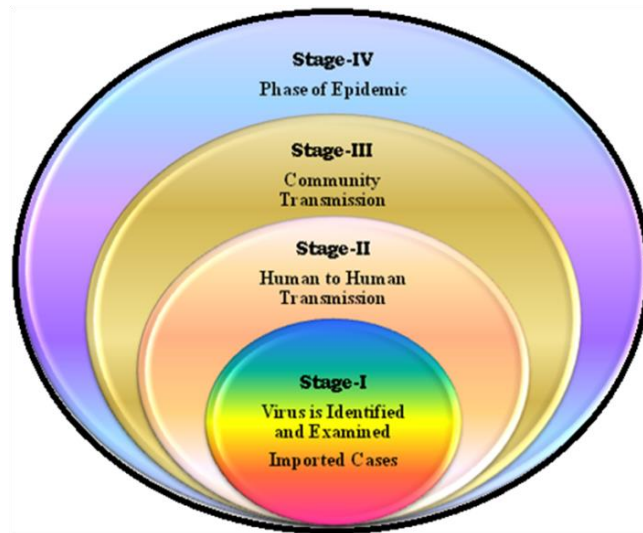 Stage-IV
Phase of Epidemic
Stage-III
Community
Transmission
Stage-II
Human to Human
Transmission
Stage-I
Virus is Identified
and Examined
Imported Cases